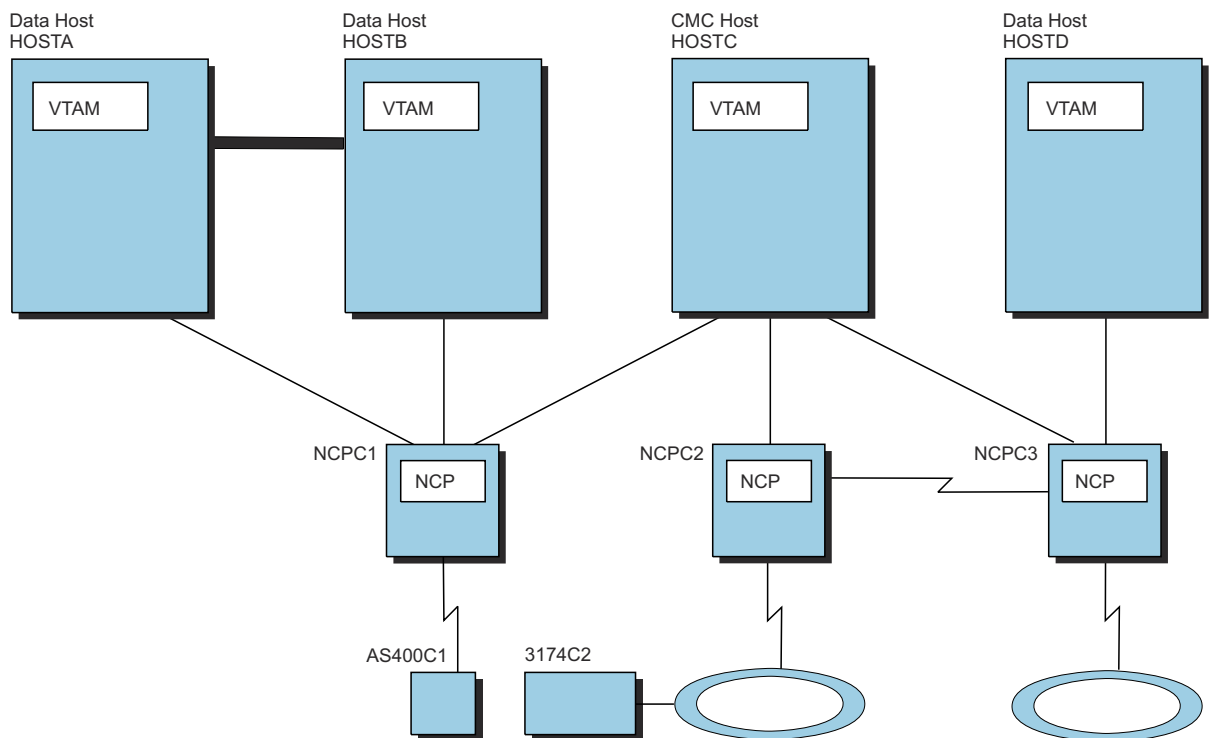 Data Host
HOSTA
Data Host
HOSTB
CMC Host
HOSTC
Data Host
HOSTD
VTAM
VTAM
VTAM
VTAM
NCPC1
NCPC2
NCPC3
NCP
NCP
NCP
AS400C1
3174C2